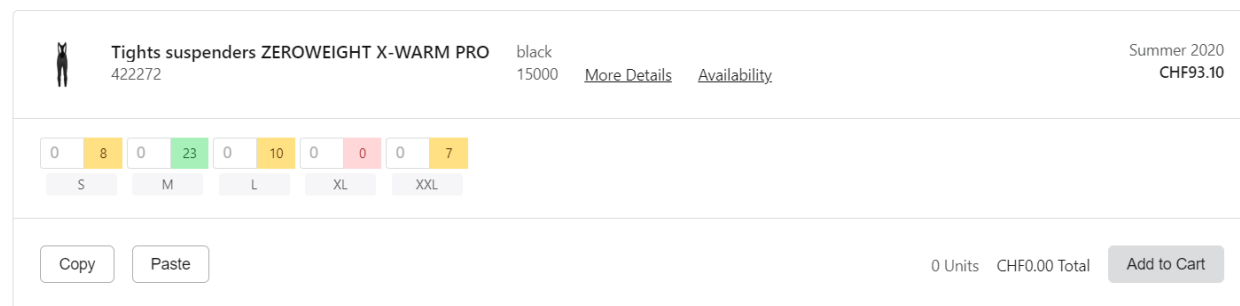 Tights suspenders ZEROWEIGHT X-WARM PRO black Summer 2020
422272 15000 More Details Availability CHF93.10
0 8 0 23 0 10 0 0 0 7
S M L XL XXL
Copy Paste 0 Units CHF0.00 Total Add to Cart